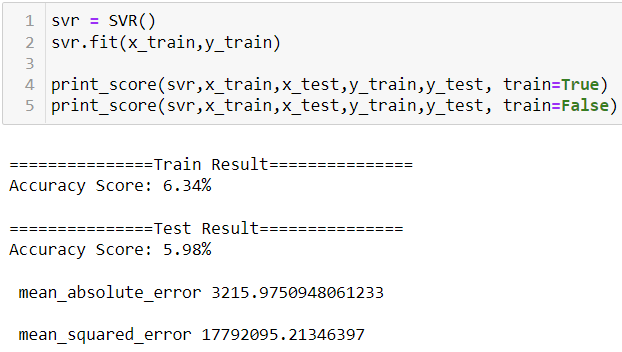 1 svr = SVR()
2 svr.fit(x_train,y_train)
3
4 print_score(svr,x_train,x_test,y_train,y_test, train=True)
5 print_score(svr,x_train,x_test,y_train,y_test, train=False)
===============Train Result===============
Accuracy Score: 6.34%
===============Test Result===============
Accuracy Score: 5.98%
mean_absolute_error 3215.9750948061233
mean_squared_error 17792095.21346397